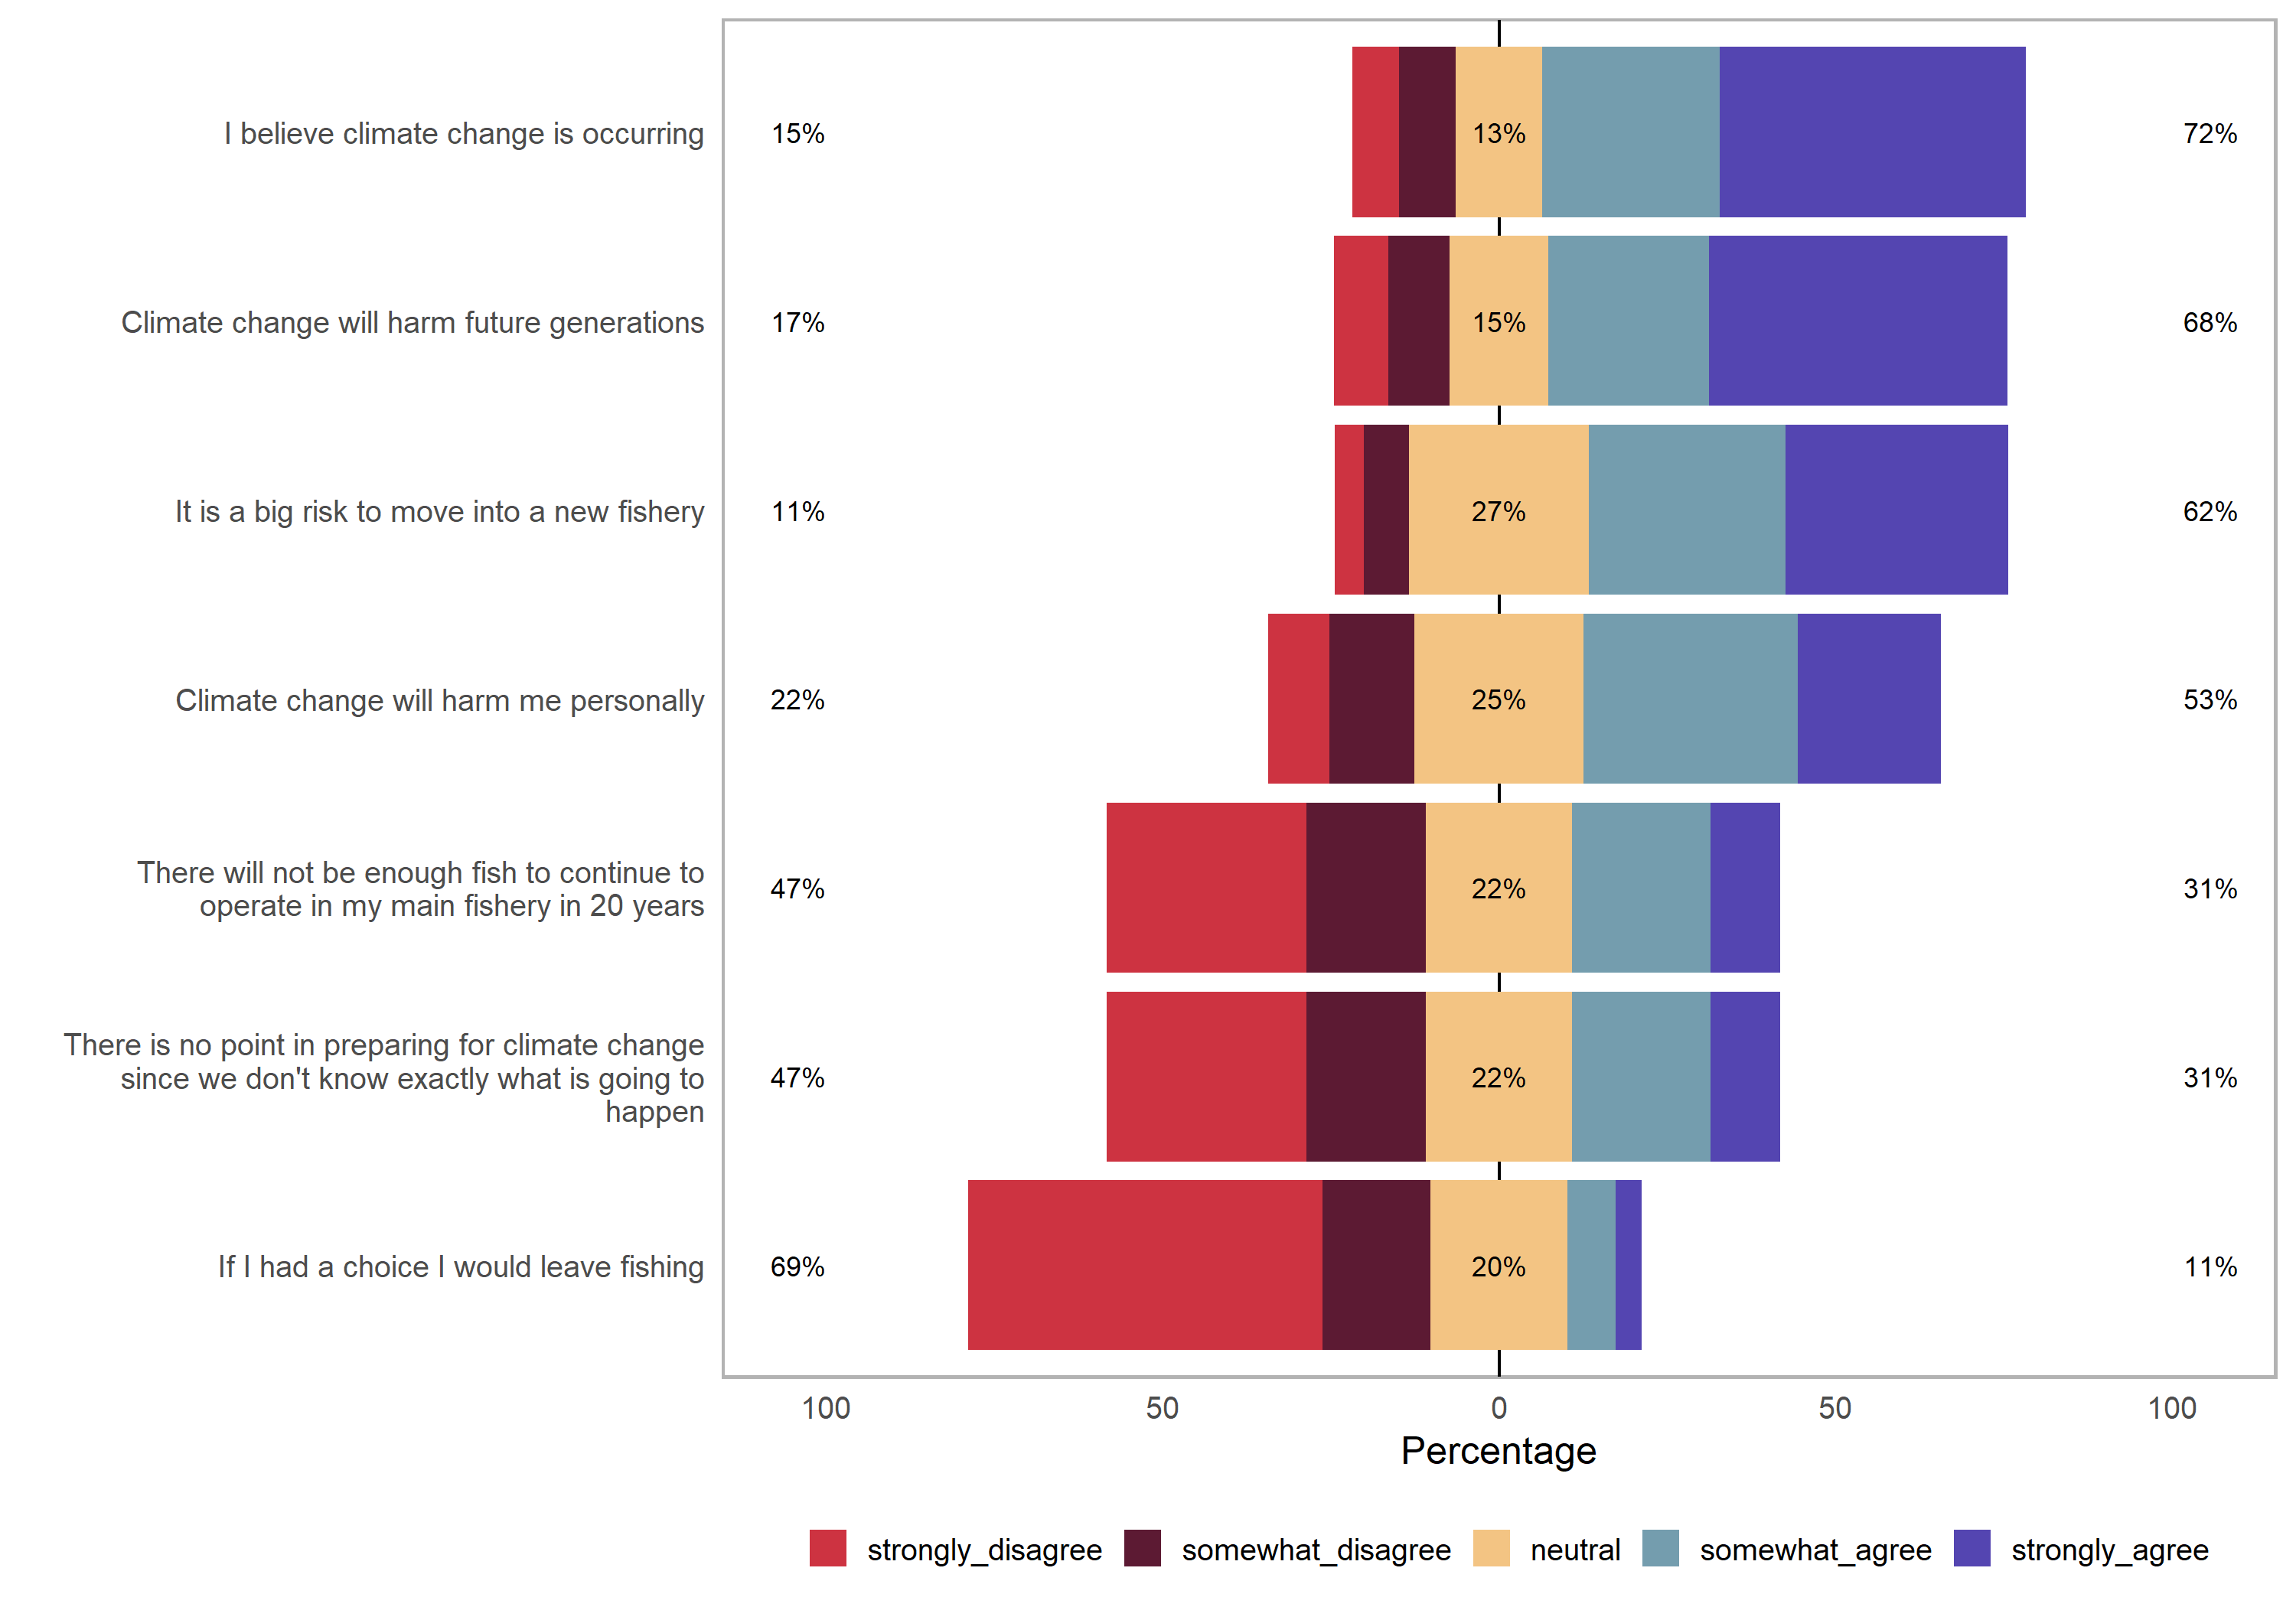 I believe climate change is occurring
15%
13%
72%
Climate change will harm future generations
17%
15%
68%
It is a big risk to move into a new fishery
11%
27%
62%
Climate change will harm me personally
22%
25%
53%
There will not be enough fish to continue to
operate in my main fishery in 20 years
47%
22%
31%
There is no point in preparing for climate change
since we don't know exactly what is going to
happen
47%
22%
31%
If I had a choice I would leave fishing
69%
20%
11%
100 50 0 50 100
Percentage
strongly_disagree somewhat_disagree neutral somewhat_agree strongly_agree